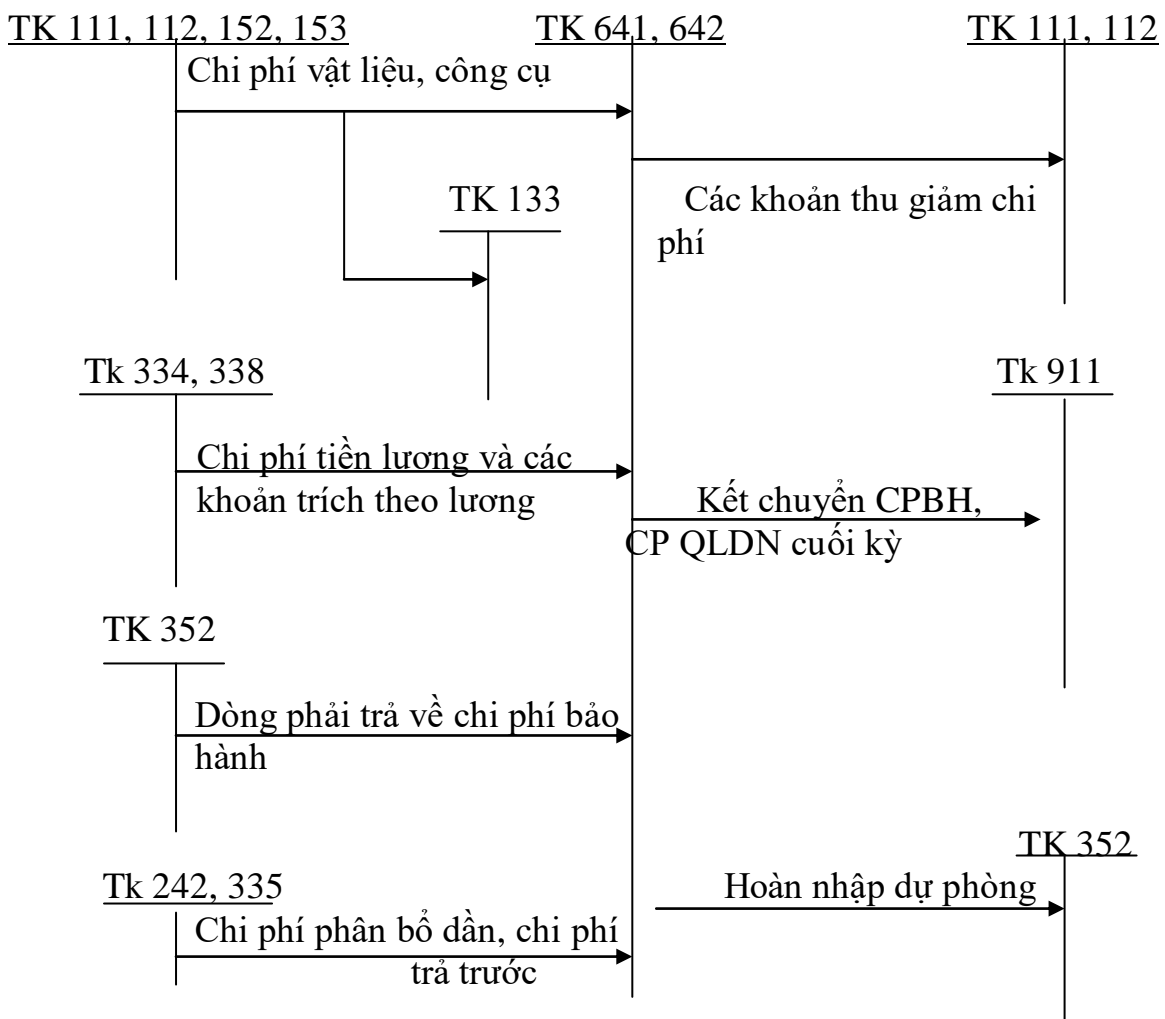 TK 111, 112, 152, 153
TK 641, 642
TK 111, 112
Chi phí vật liệu, công cụ
TK 133
Các khoản thu giảm chi
phí
Tk 334, 338
Tk 911
Chi phí tiền lương và các
khoản trích theo lương
Kết chuyển CPBH,
CP QLDN cuối kỳ
TK 352
Dòng phải trả về chi phí bảo
hành
TK 352
Tk 242, 335
Hoàn nhập dự phòng
Chi phí phân bổ dần, chi phí
trả trước